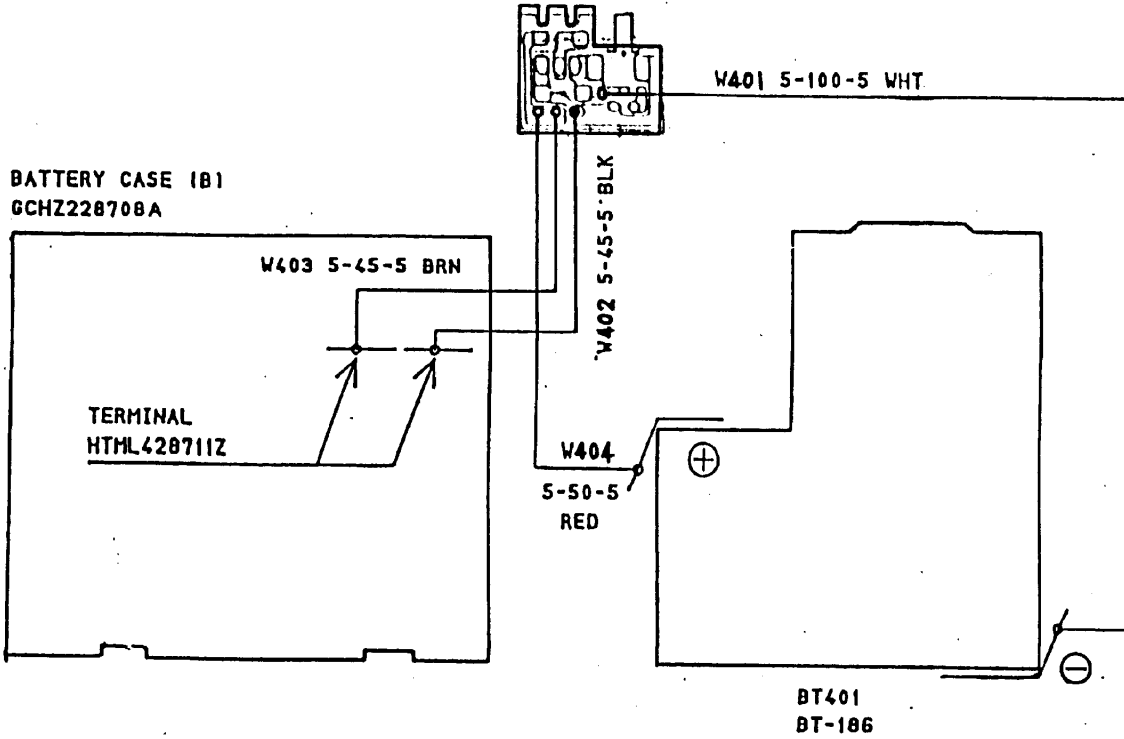 W401 5-100-5 WHT
BATTERY CASE (B)
GCHZ228708A
W403 5-45-5 BRN
W402 5-45-5 BLK
TERMINAL
HTML428711Z
W404
5-50-5
RED
+
−
BT401
BT-186